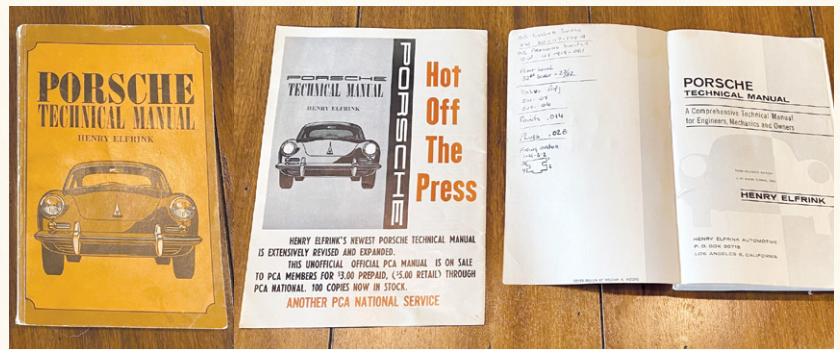 PORSCHE
TECHNICAL MANUAL
HENRY ELFRINK
PORSCHE
TECHNICAL MANUAL
HENRY ELFRINK
PORSCHE
Hot
Off
The
Press
HENRY ELFRINK'S NEWEST PORSCHE TECHNICAL MANUAL
IS EXTENSIVELY REVISED AND EXPANDED.
THIS UNOFFICIAL OFFICIAL PCA MANUAL IS ON SALE
TO PCA MEMBERS FOR $3.00 PREPAID, ($5.00 RETAIL) THROUGH
PCA NATIONAL. 100 COPIES NOW IN STOCK.
ANOTHER PCA NATIONAL SERVICE
Points .014
.028
PORSCHE
TECHNICAL MANUAL
A Comprehensive Technical Manual
for Engineers, Mechanics and Owners
HENRY ELFRINK
HENRY ELFRINK AUTOMOTIVE
P. O. BOX 20715
LOS ANGELES 6, CALIFORNIA